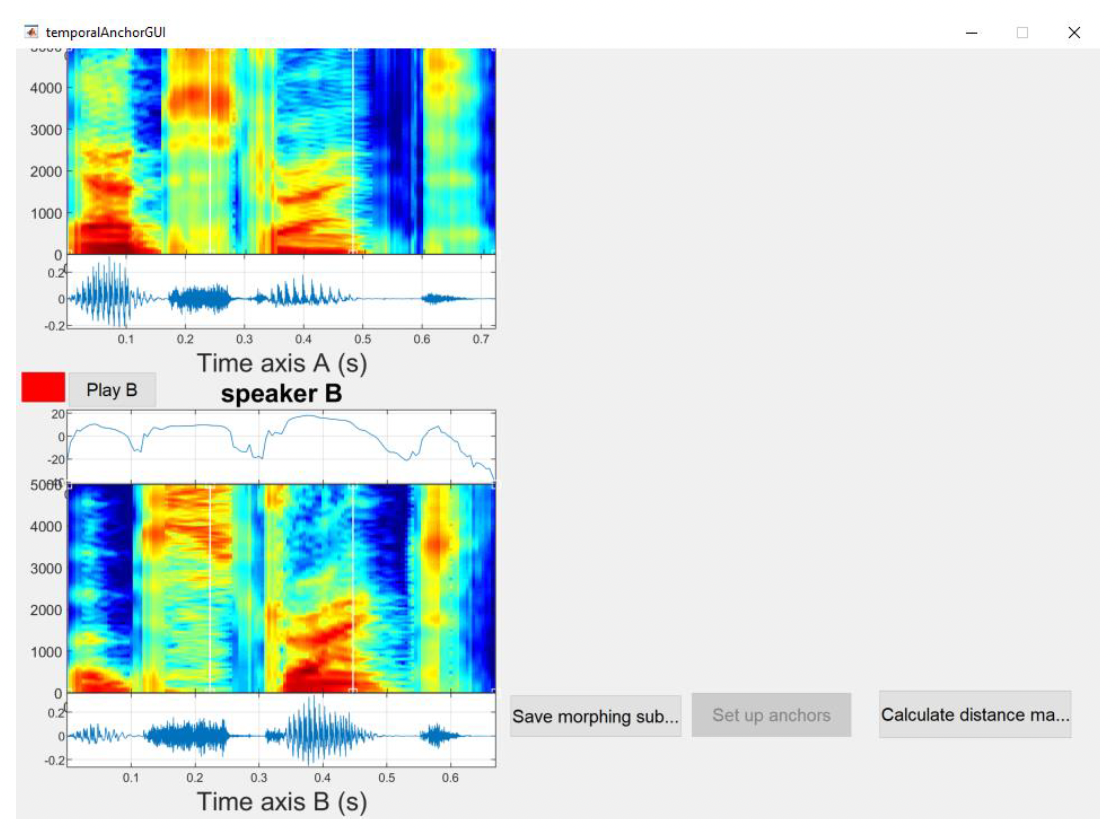 temporalAnchorGUI
4000
3000
2000
1000
0
0.2
0
-0.2
0.1 0.2 0.3 0.4 0.5 0.6 0.7
Time axis A (s)
Play B
speaker B
20
0
-20
4000
3000
2000
1000
0
0.2
0
-0.2
0.1 0.2 0.3 0.4 0.5 0.6
Time axis B (s)
Save morphing sub... Set up anchors Calculate distance ma...